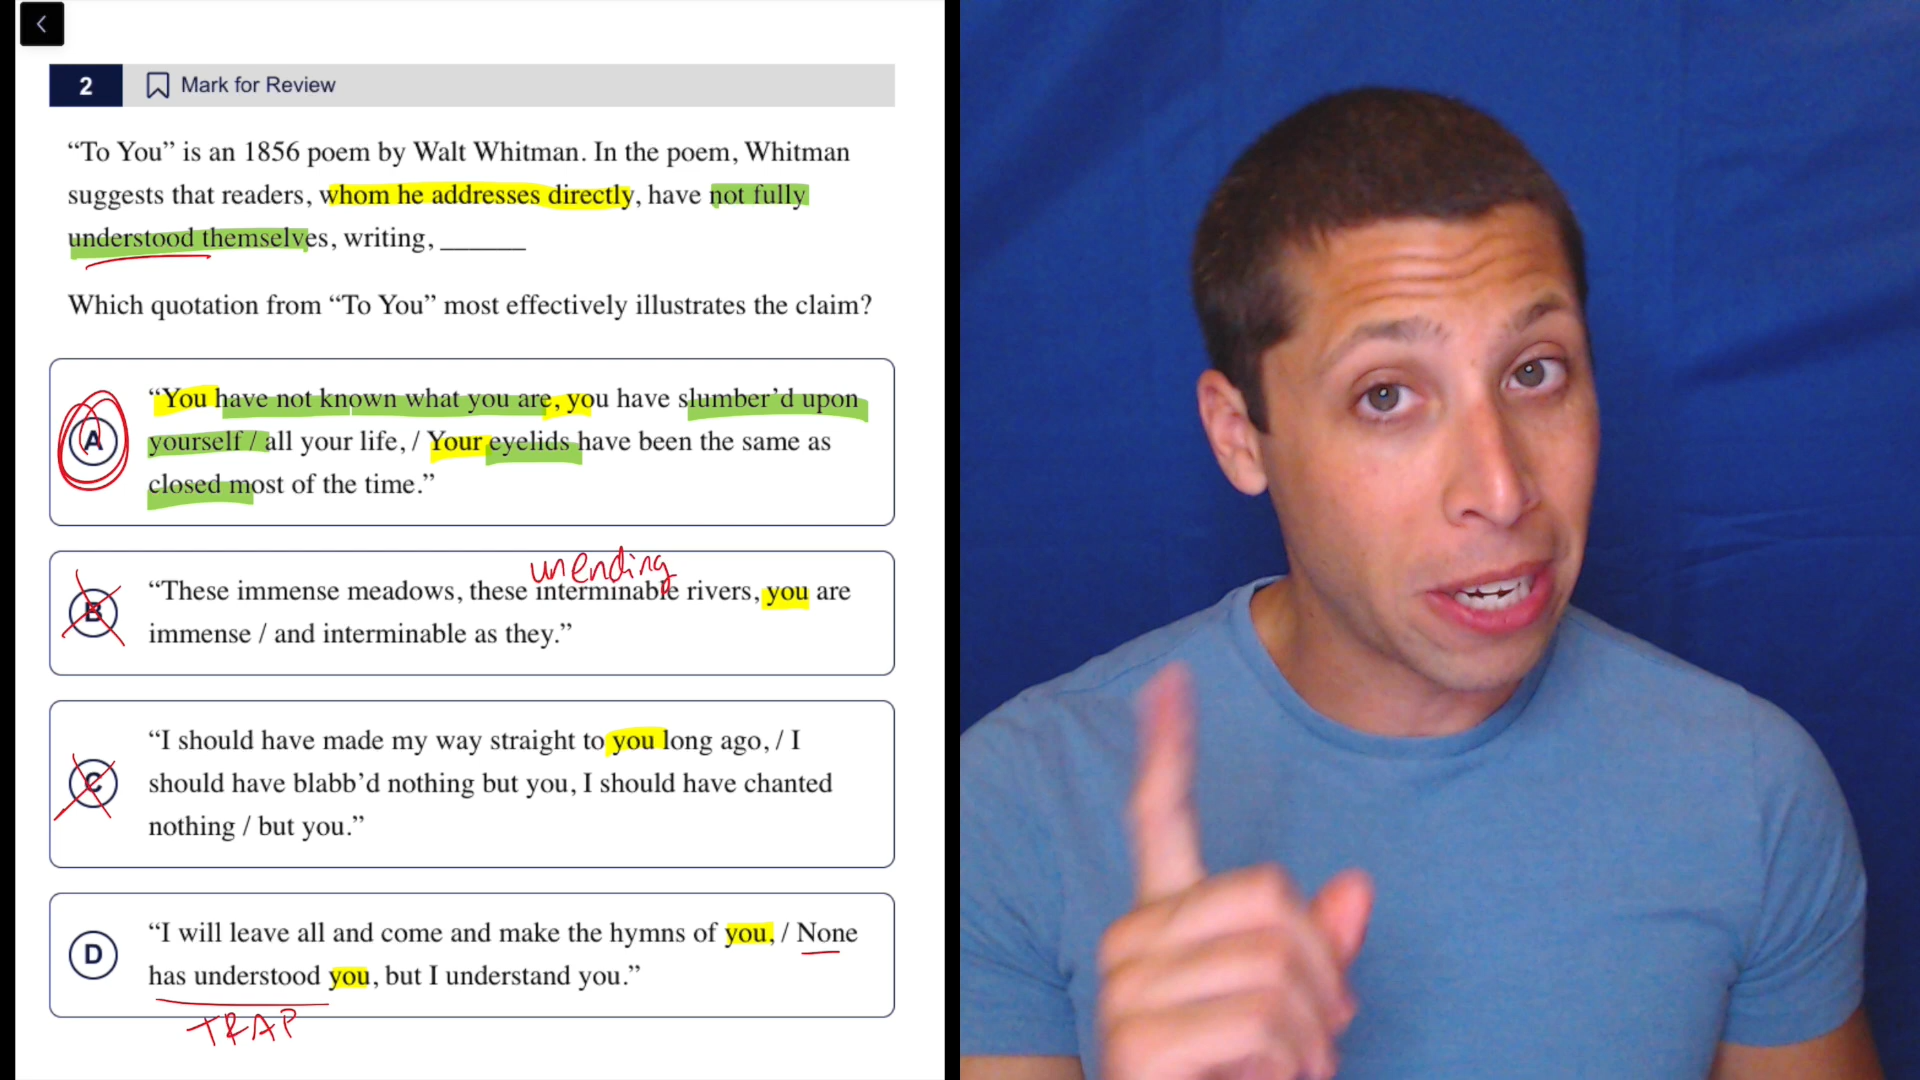 2 Mark for Review
“To You” is an 1856 poem by Walt Whitman. In the poem, Whitman
suggests that readers, whom he addresses directly, have not fully
understood themselves, writing, ______
Which quotation from “To You” most effectively illustrates the claim?
A
“You have not known what you are, you have slumber’d upon
yourself / all your life, / Your eyelids have been the same as
closed most of the time.”
unending
B
“These immense meadows, these interminable rivers, you are
immense / and interminable as they.”
C
“I should have made my way straight to you long ago, / I
should have blabb’d nothing but you, I should have chanted
nothing / but you.”
D
“I will leave all and come and make the hymns of you, / None
has understood you, but I understand you.”
TRAP